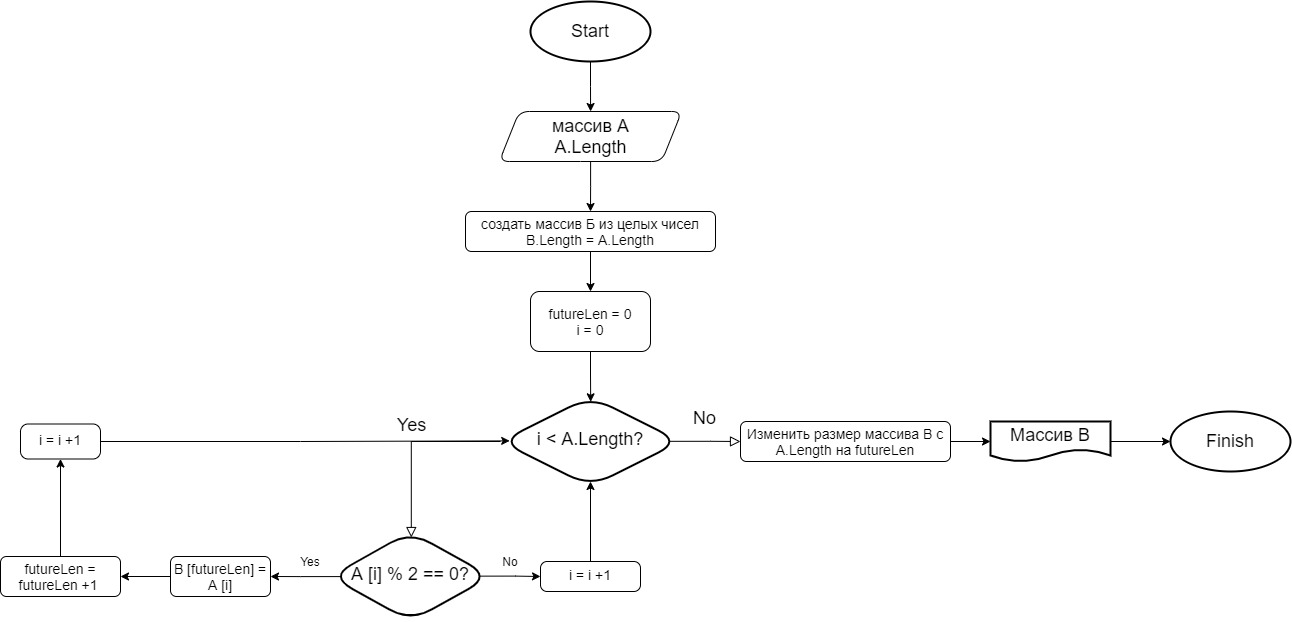 Start
массив А
A.Length
создать массив Б из целых чисел
B.Length = A.Length
futureLen = 0
i = 0
i < A.Length?
Yes
No
Изменить размер массива B с
A.Length на futureLen
Массив B
Finish
i = i +1
A [i] % 2 == 0?
Yes
No
B [futureLen] =
A [i]
futureLen =
futureLen +1
i = i +1